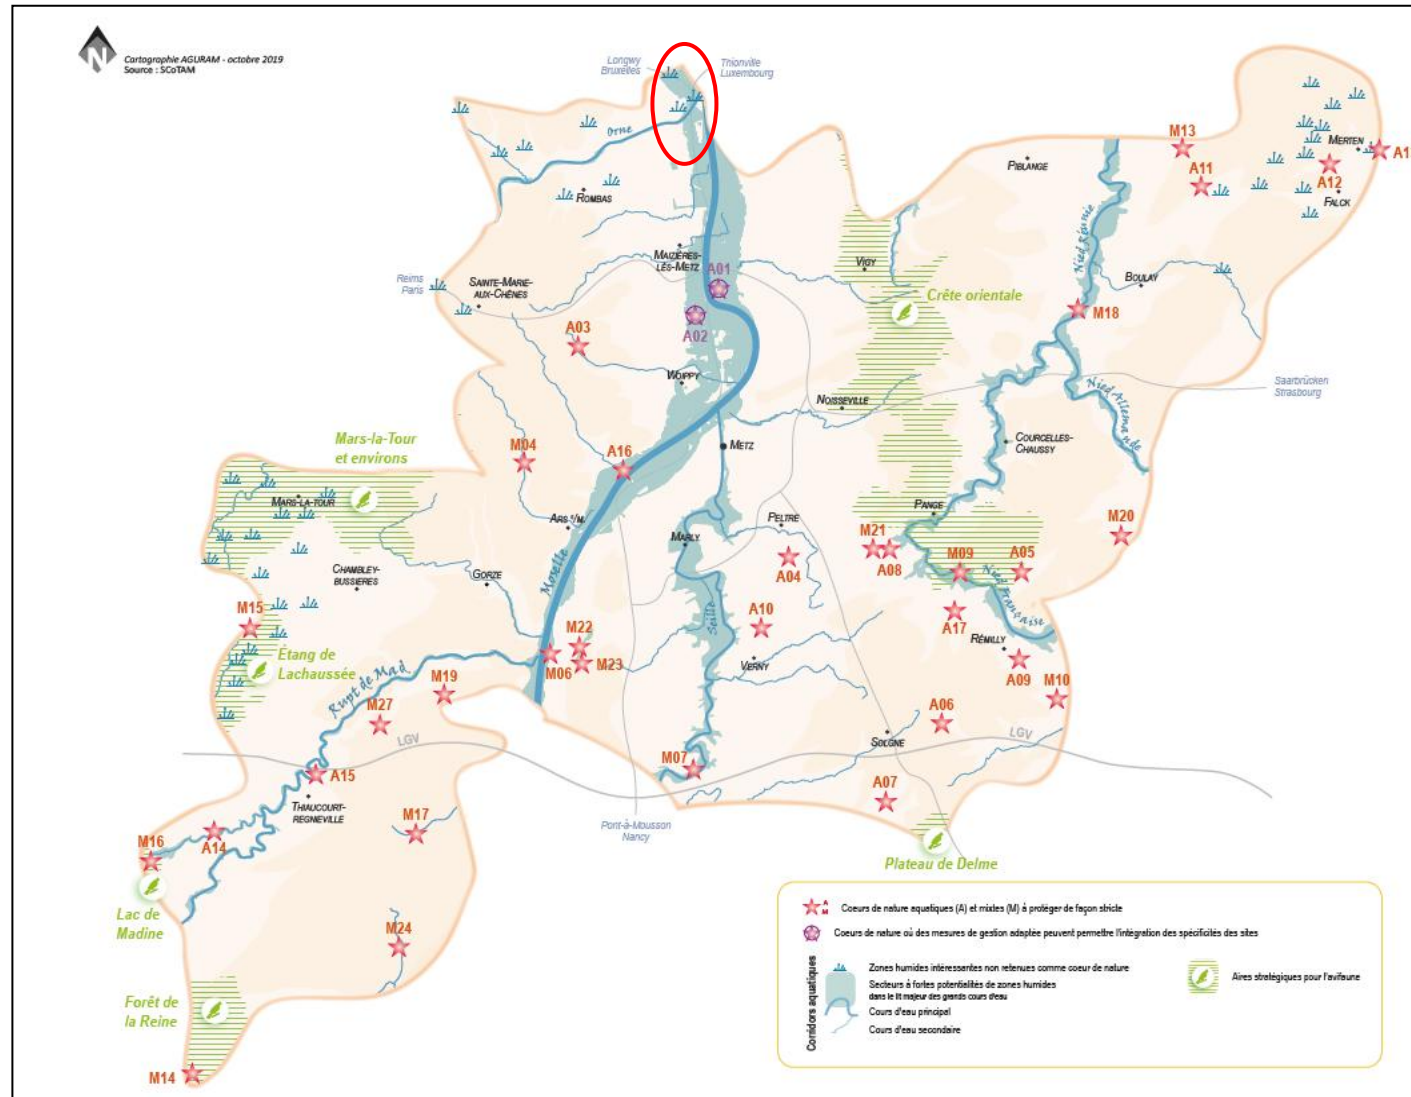 N
Cartographie AGURAM - octobre 2019
Source : SCoTAM
Longwy
Bruxelles
Thionville
Luxembourg
Orne
ROMBAS
MAIZIÈRES-
LÈS-METZ
A01
A02
Reims
Paris
SAINTE-MARIE-
AUX-CHÊNES
A03
WOIPPY
VIGY
Crête orientale
PIBLANGE
Nied Réunie
M13
A11
MERTEN
A12
FALCK
A1
BOULAY
M18
Nied Allemande
Saarbrücken
Strasbourg
NOISSEVILLE
METZ
COURCELLES-
CHAUSSY
Mars-la-Tour
et environs
MARS-LA-TOUR
M04
A16
ARS S/M.
Moselle
PELTRE
MARLY
A04
PANGE
M21
A08
M09
A05
M20
Nied Française
CHAMBLEY-
BUSSIERES
GORZE
M15
Étang de
Lachaussée
Seille
A10
VERNY
A17
RÉMILLY
A09
M10
M22
M23
M06
Rupt de Mad
M19
M27
LGV
A06
SOLGNE
LGV
M07
A15
THIAUCOURT-
REGNIEVILLE
A07
M17
Pont-à-Mousson
Nancy
M16
A14
Plateau de Delme
Lac de
Madine
M24
Forêt de
la Reine
M14
A
M
Coeurs de nature aquatiques (A) et mixtes (M) à protéger de façon stricte
Coeurs de nature où des mesures de gestion adaptée peuvent permettre l'intégration des spécificités des sites
Corridors aquatiques
Zones humides intéressantes non retenues comme coeur de nature
Secteurs à fortes potentialités de zones humides
dans le lit majeur des grands cours d'eau
Cours d'eau principal
Cours d'eau secondaire
Aires stratégiques pour l'avifaune